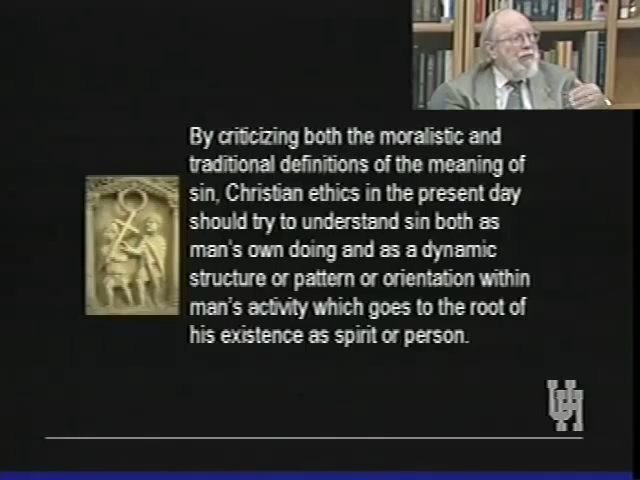 By criticizing both the moralistic and
traditional definitions of the meaning of
sin, Christian ethics in the present day
should try to understand sin both as
man's own doing and as a dynamic
structure or pattern or orientation within
man's activity which goes to the root of
his existence as spirit or person.
UH